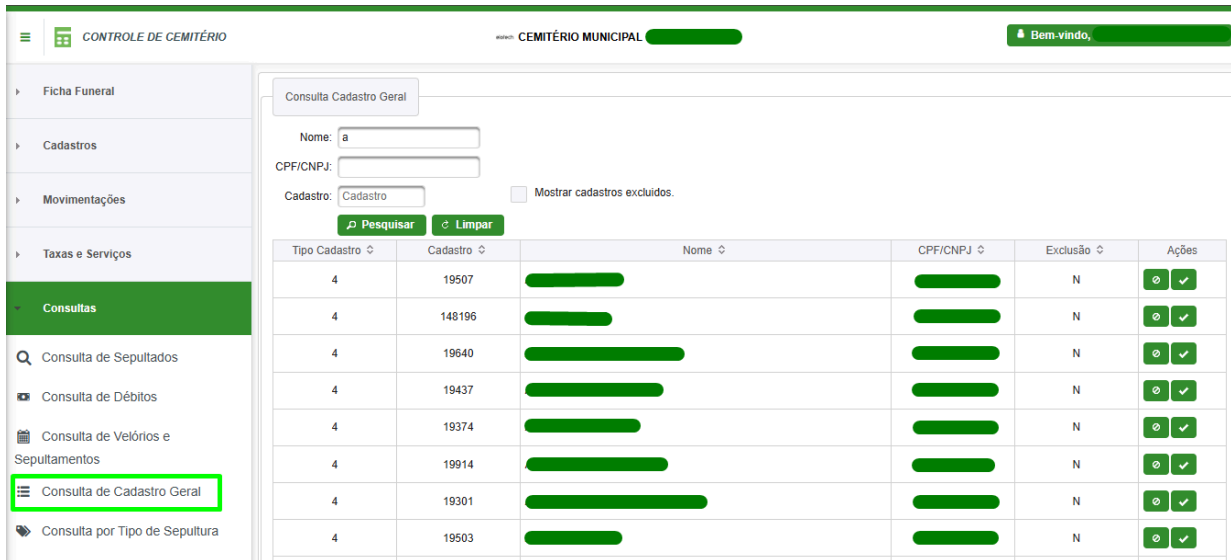 CONTROLE DE CEMITÉRIO
CEMITÉRIO MUNICIPAL
Bem-vindo,
Ficha Funeral
Cadastros
Movimentações
Taxas e Serviços
Consultas
Consulta de Sepultados
Consulta de Débitos
Consulta de Velórios e
Sepultamentos
Consulta de Cadastro Geral
Consulta por Tipo de Sepultura
Consulta Cadastro Geral
Nome: a
CPF/CNPJ:
Cadastro: Cadastro Mostrar cadastros excluidos.
Pesquisar Limpar
Tipo Cadastro Cadastro Nome CPF/CNPJ Exclusão Ações
4 19507 N
4 148196 N
4 19640 N
4 19437 N
4 19374 N
4 19914 N
4 19301 N
4 19503 N